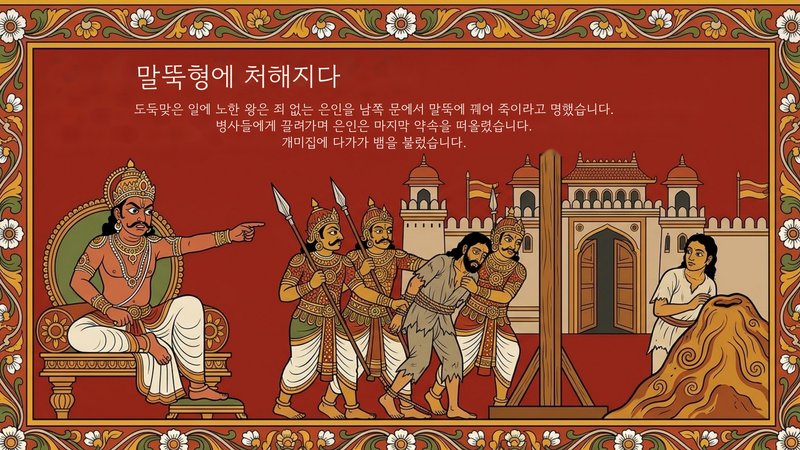 말뚝형에 처해지다
도둑맞은 일에 노한 왕은 죄 없는 은인을 남쪽 문에서 말뚝에 꿰어 죽이라고 명했습니다.
병사들에게 끌려가며 은인은 마지막 약속을 떠올렸습니다.
개미집에 다가가 뱀을 불렀습니다.